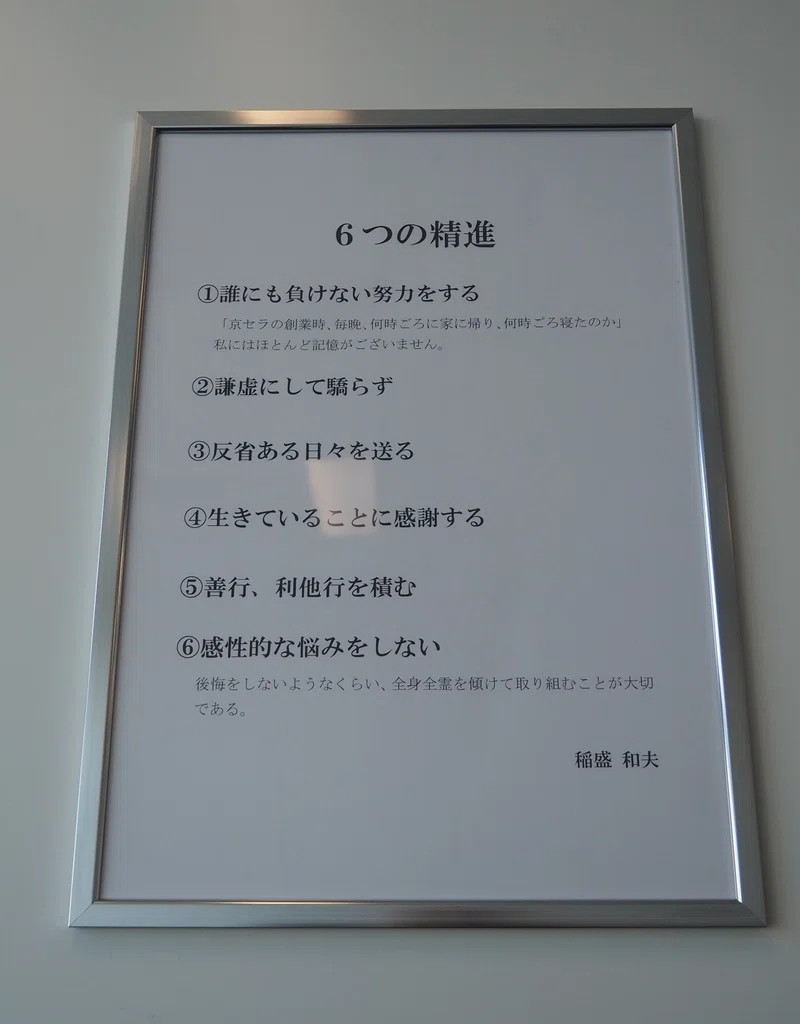 6つの精進
①誰にも負けない努力をする
「京セラの創業時、毎晩、何時ごろに家に帰り、何時ごろ寝たのか」
私にはほとんど記憶がございません。
②謙虚にして驕らず
③反省ある日々を送る
④生きていることに感謝する
⑤善行、利他行を積む
⑥感性的な悩みをしない
後悔をしないようなくらい、全身全霊を傾けて取り組むことが大切
である。
稲盛 和夫